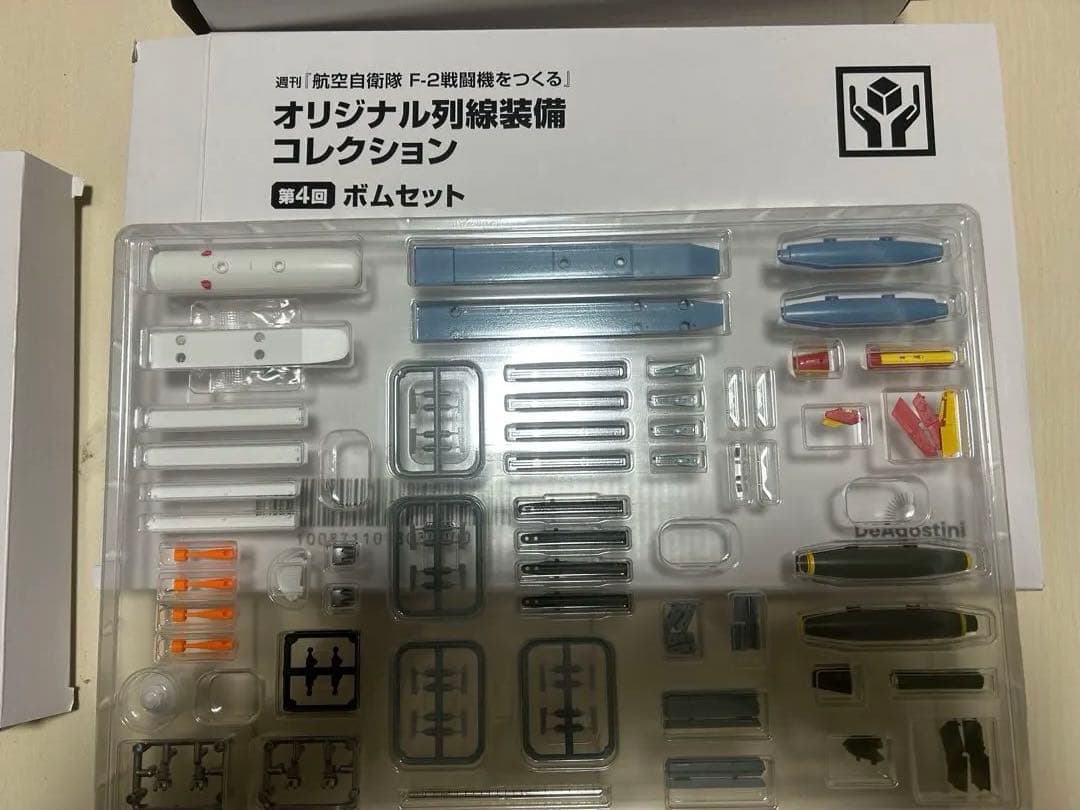 週刊『航空自衛隊 F-2戦闘機をつくる』
オリジナル列線装備
コレクション
第4回 ボムセット
DeAgostini